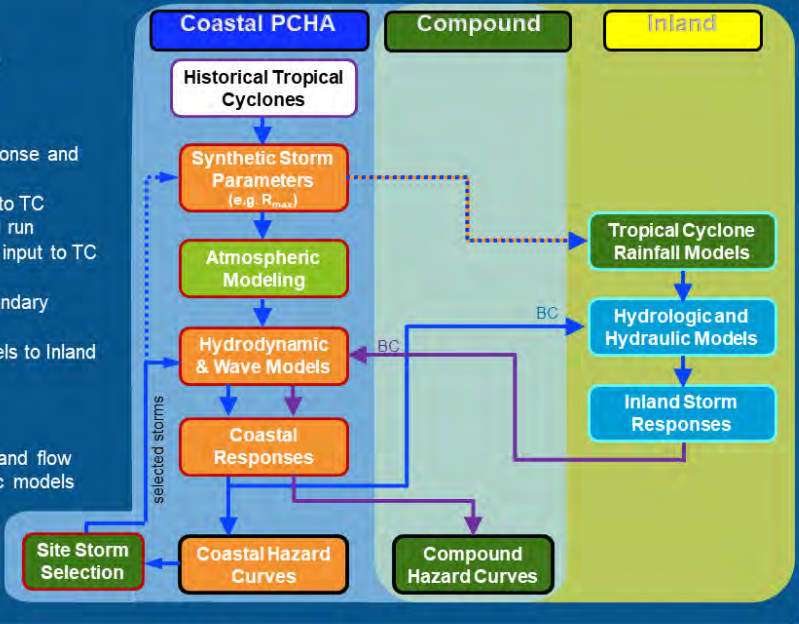 Coastal PCHA
Compound
Inland
Historical Tropical
Cyclones
onse and
to TC
run
input to TC
ndary
els to Inland
and flow
c models
Synthetic Storm
Parameters
(e.g. Rmax)
Atmospheric
Modeling
Hydrodynamic
& Wave Models
Coastal
Responses
Coastal Hazard
Curves
selected storms
Site Storm
Selection
Compound
Hazard Curves
BC
BC
Tropical Cyclone
Rainfall Models
Hydrologic and
Hydraulic Models
Inland Storm
Responses